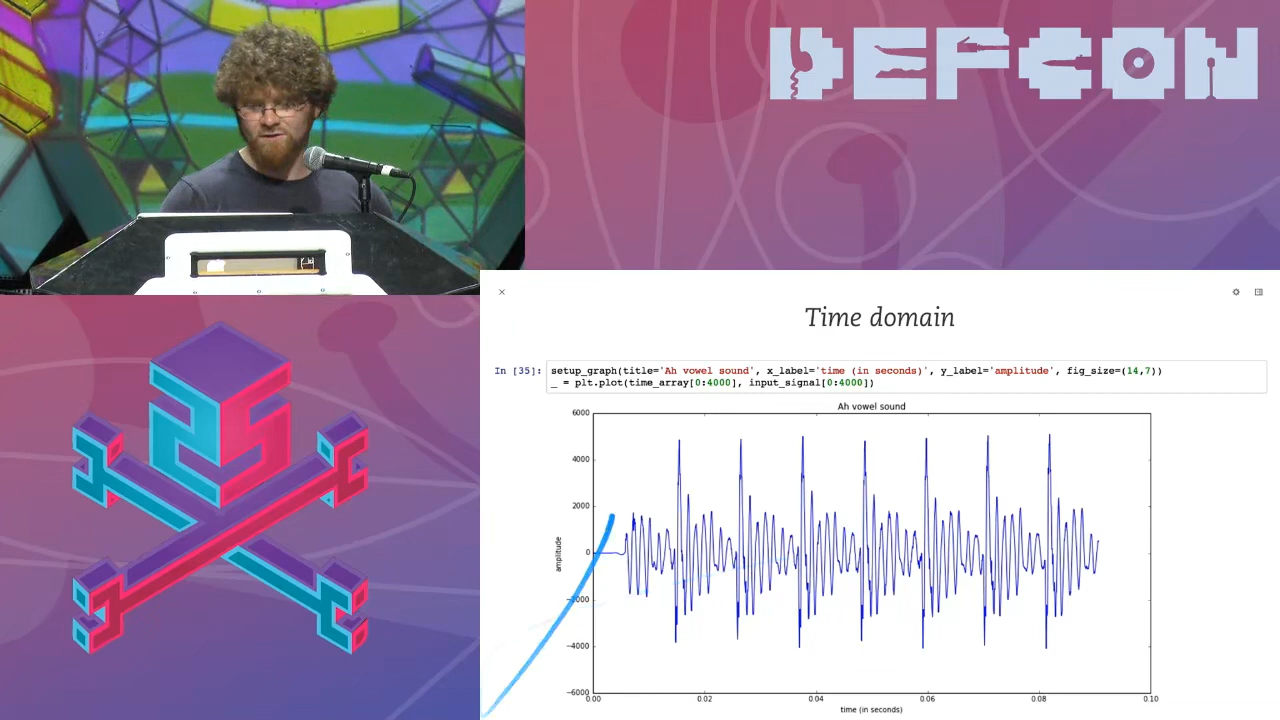 DEFCON
25
Time domain
In [35]: setup_graph(title='Ah vowel sound', x_label='time (in seconds)', y_label='amplitude', fig_size=(14,7))
_ = plt.plot(time_array[0:4000], input_signal[0:4000])
Ah vowel sound
6000
4000
2000
0
−2000
−4000
−6000
amplitude
0.00 0.02 0.04 0.06 0.08 0.10
time (in seconds)